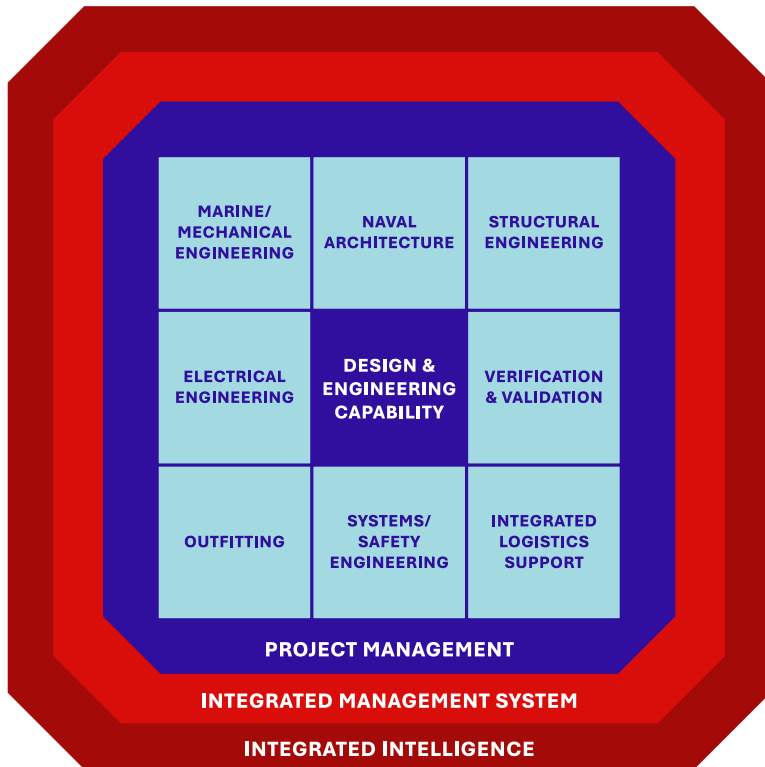 MARINE/
MECHANICAL
ENGINEERING
NAVAL
ARCHITECTURE
STRUCTURAL
ENGINEERING
ELECTRICAL
ENGINEERING
DESIGN &
ENGINEERING
CAPABILITY
VERIFICATION
& VALIDATION
OUTFITTING
SYSTEMS/
SAFETY
ENGINEERING
INTEGRATED
LOGISTICS
SUPPORT
PROJECT MANAGEMENT
INTEGRATED MANAGEMENT SYSTEM
INTEGRATED INTELLIGENCE